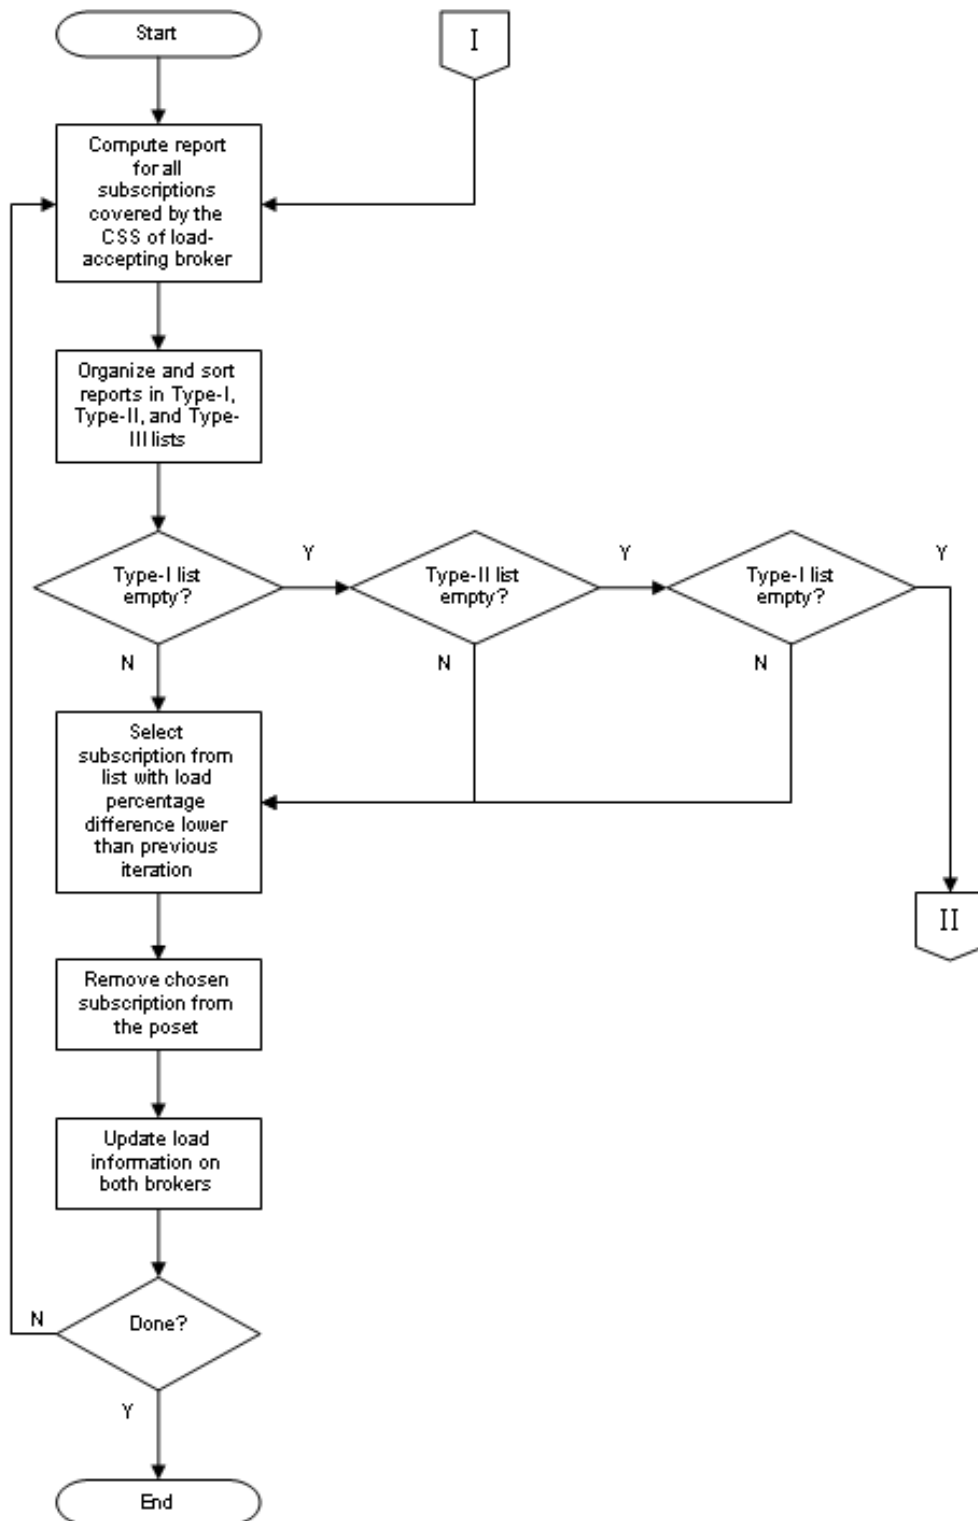 Start
I
Compute report
for all
subscriptions
covered by the
CSS of load-
accepting broker
Organize and sort
reports in Type-I,
Type-II, and Type-
III lists
Type-I list
empty?
Y
Type-II list
empty?
Y
Type-I list
empty?
Y
N
N
N
Select
subscription from
list with load
percentage
difference lower
than previous
iteration
II
Remove chosen
subscription from
the poset
Update load
information on
both brokers
Done?
N
Y
End